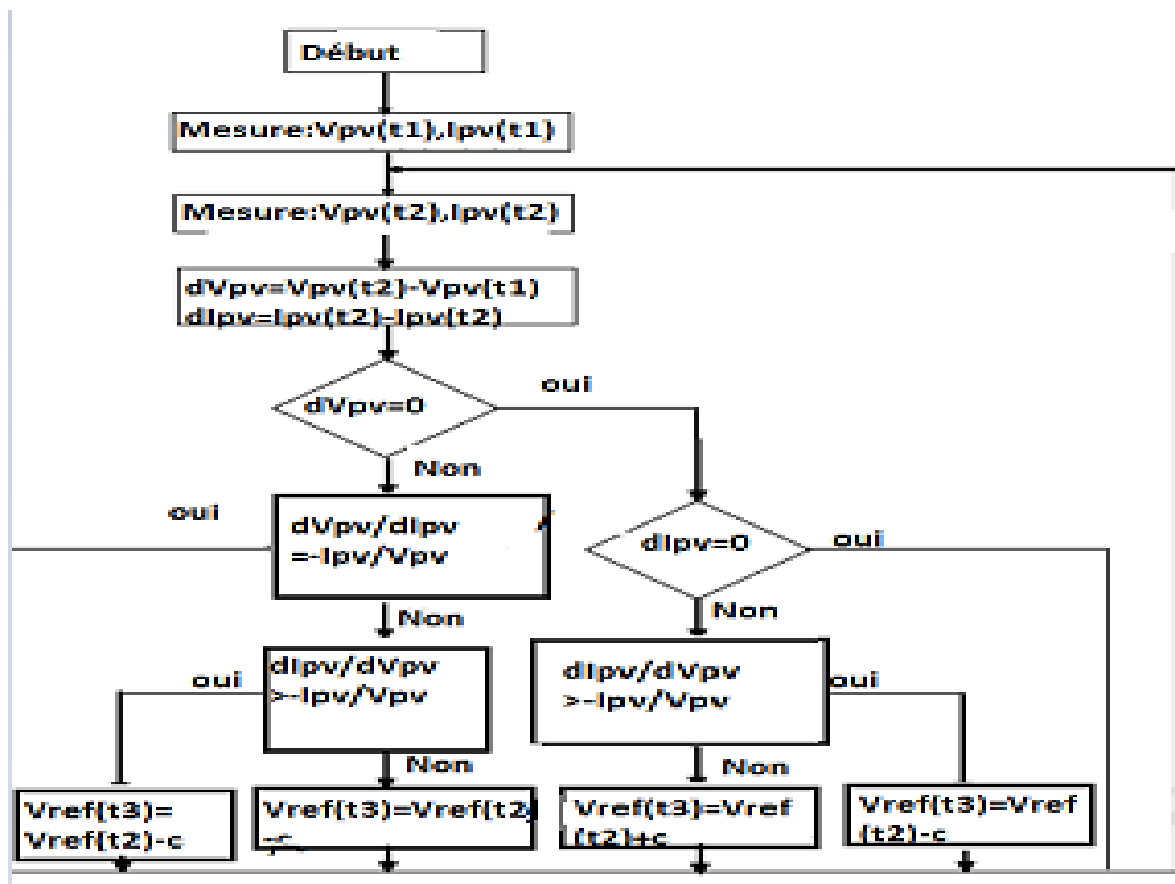 Début
Mesure:Vpv(t1),Ipv(t1)
Mesure:Vpv(t2),Ipv(t2)
dVpv=Vpv(t2)-Vpv(t1)
dIpv=Ipv(t2)-Ipv(t2)
dVpv=0
oui
Non
oui
dVpv/dIpv
=-Ipv/Vpv
dIpv=0
oui
Non
Non
oui
dIpv/dVpv
>-Ipv/Vpv
dIpv/dVpv
>-Ipv/Vpv
oui
Non
Non
Vref(t3)=
Vref(t2)-c
Vref(t3)=Vref(t2)
-c
Vref(t3)=Vref
(t2)+c
Vref(t3)=Vref
(t2)-c